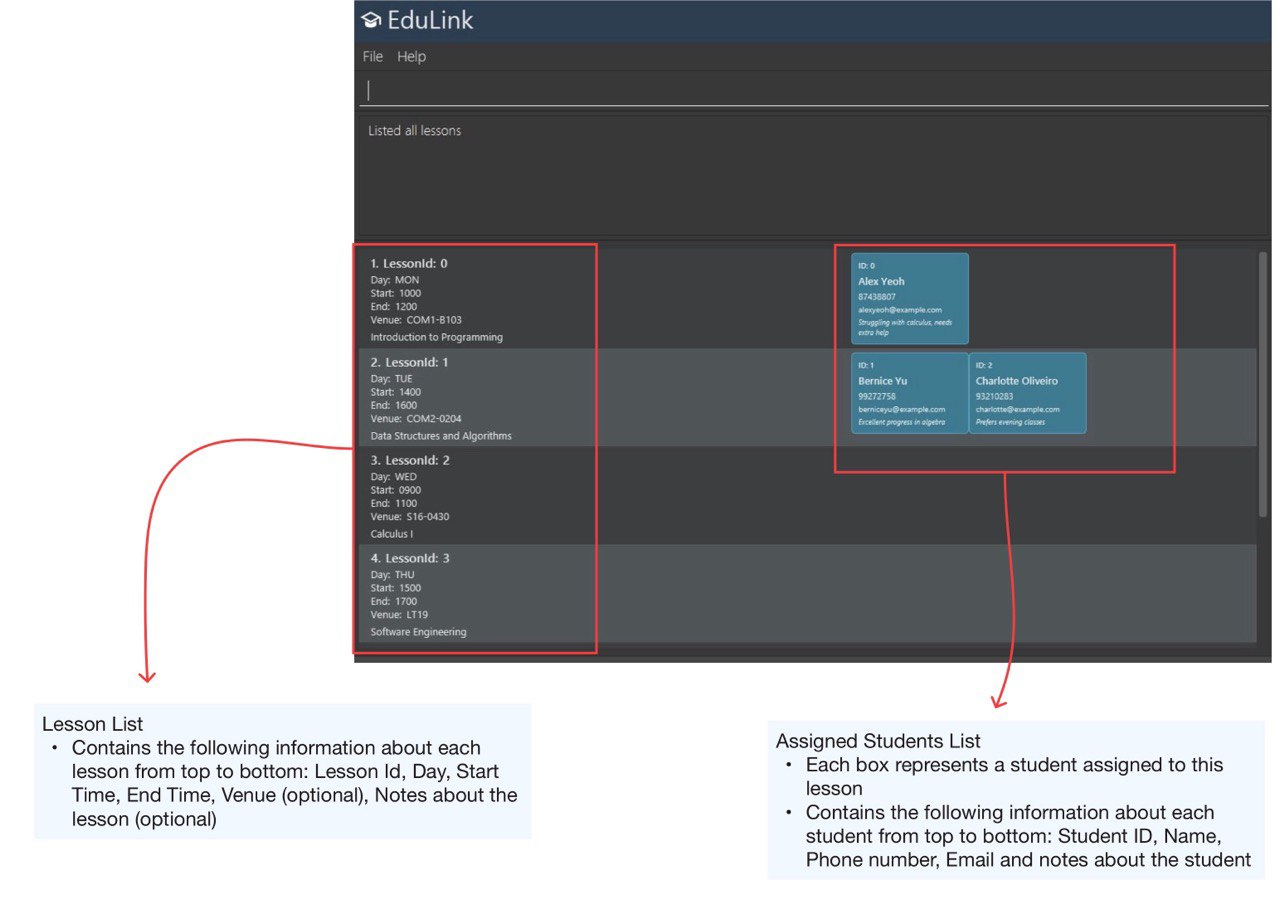 EduLink
File Help
Listed all lessons
1. LessonId: 0
Day: MON
Start: 1000
End: 1200
Venue: COM1-B103
Introduction to Programming
ID: 0
Alex Yeoh
87438807
alexyeoh@example.com
Struggling with calculus, needs
extra help
2. LessonId: 1
Day: TUE
Start: 1400
End: 1600
Venue: COM2-0204
Data Structures and Algorithms
ID: 1
Bernice Yu
99272758
berniceyu@example.com
Excellent progress in algebra
ID: 2
Charlotte Oliveiro
93210283
charlotte@example.com
Prefers evening classes
3. LessonId: 2
Day: WED
Start: 0900
End: 1100
Venue: S16-0430
Calculus I
4. LessonId: 3
Day: THU
Start: 1500
End: 1700
Venue: LT19
Software Engineering
Lesson List
• Contains the following information about each
lesson from top to bottom: Lesson Id, Day, Start
Time, End Time, Venue (optional), Notes about the
lesson (optional)
Assigned Students List
• Each box represents a student assigned to this
lesson
• Contains the following information about each
student from top to bottom: Student ID, Name,
Phone number, Email and notes about the student